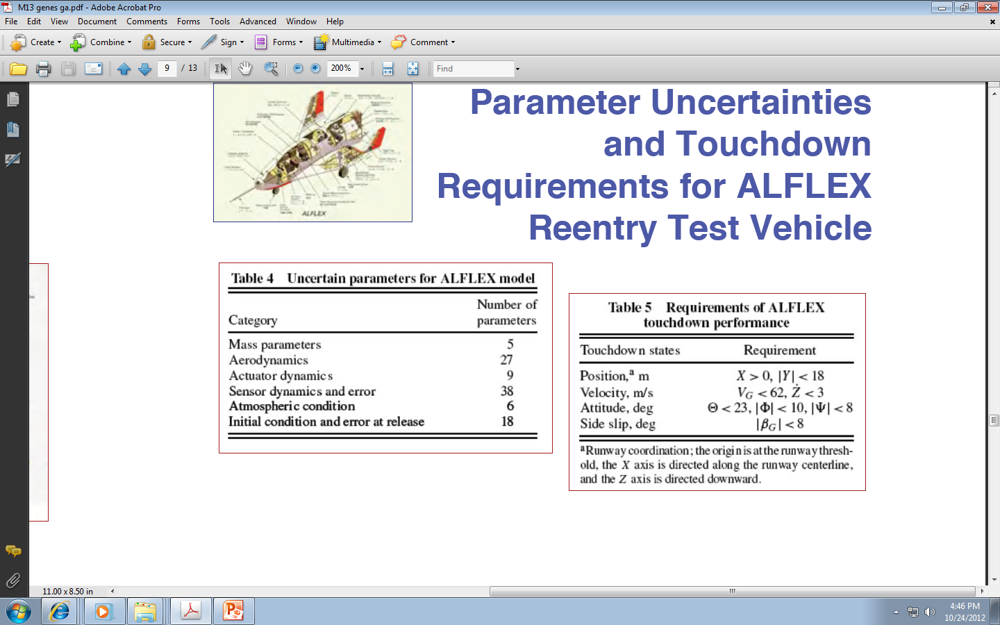 M13 genes ga.pdf - Adobe Acrobat Pro
File Edit View Document Comments Forms Tools Advanced Window Help
Create Combine Secure Sign Forms Multimedia Comment
9 / 13 200% Find
Parameter Uncertainties
and Touchdown
Requirements for ALFLEX
Reentry Test Vehicle
ALFLEX
Table 4 Uncertain parameters for ALFLEX model
Number of
Category parameters
Mass parameters 5
Aerodynamics 27
Actuator dynamics 9
Sensor dynamics and error 38
Atmospheric condition 6
Initial condition and error at release 18
Table 5 Requirements of ALFLEX
touchdown performance
Touchdown states Requirement
Position,ᵃ m X > 0, |Y| < 18
Velocity, m/s V_G < 62, Ż < 3
Attitude, deg Θ < 23, |Φ| < 10, |Ψ| < 8
Side slip, deg |β_G| < 8
ᵃRunway coordination; the origin is at the runway thresh-
old, the X axis is directed along the runway centerline,
and the Z axis is directed downward.
11.00 x 8.50 in
4:46 PM
10/24/2012